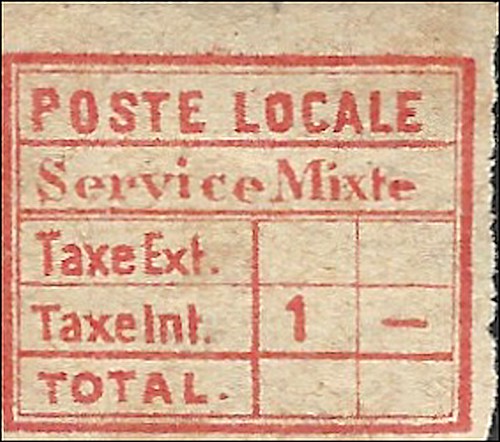 POSTE LOCALE
Service Mixte
Taxe Ext.
Taxe Int. 1 —
TOTAL.